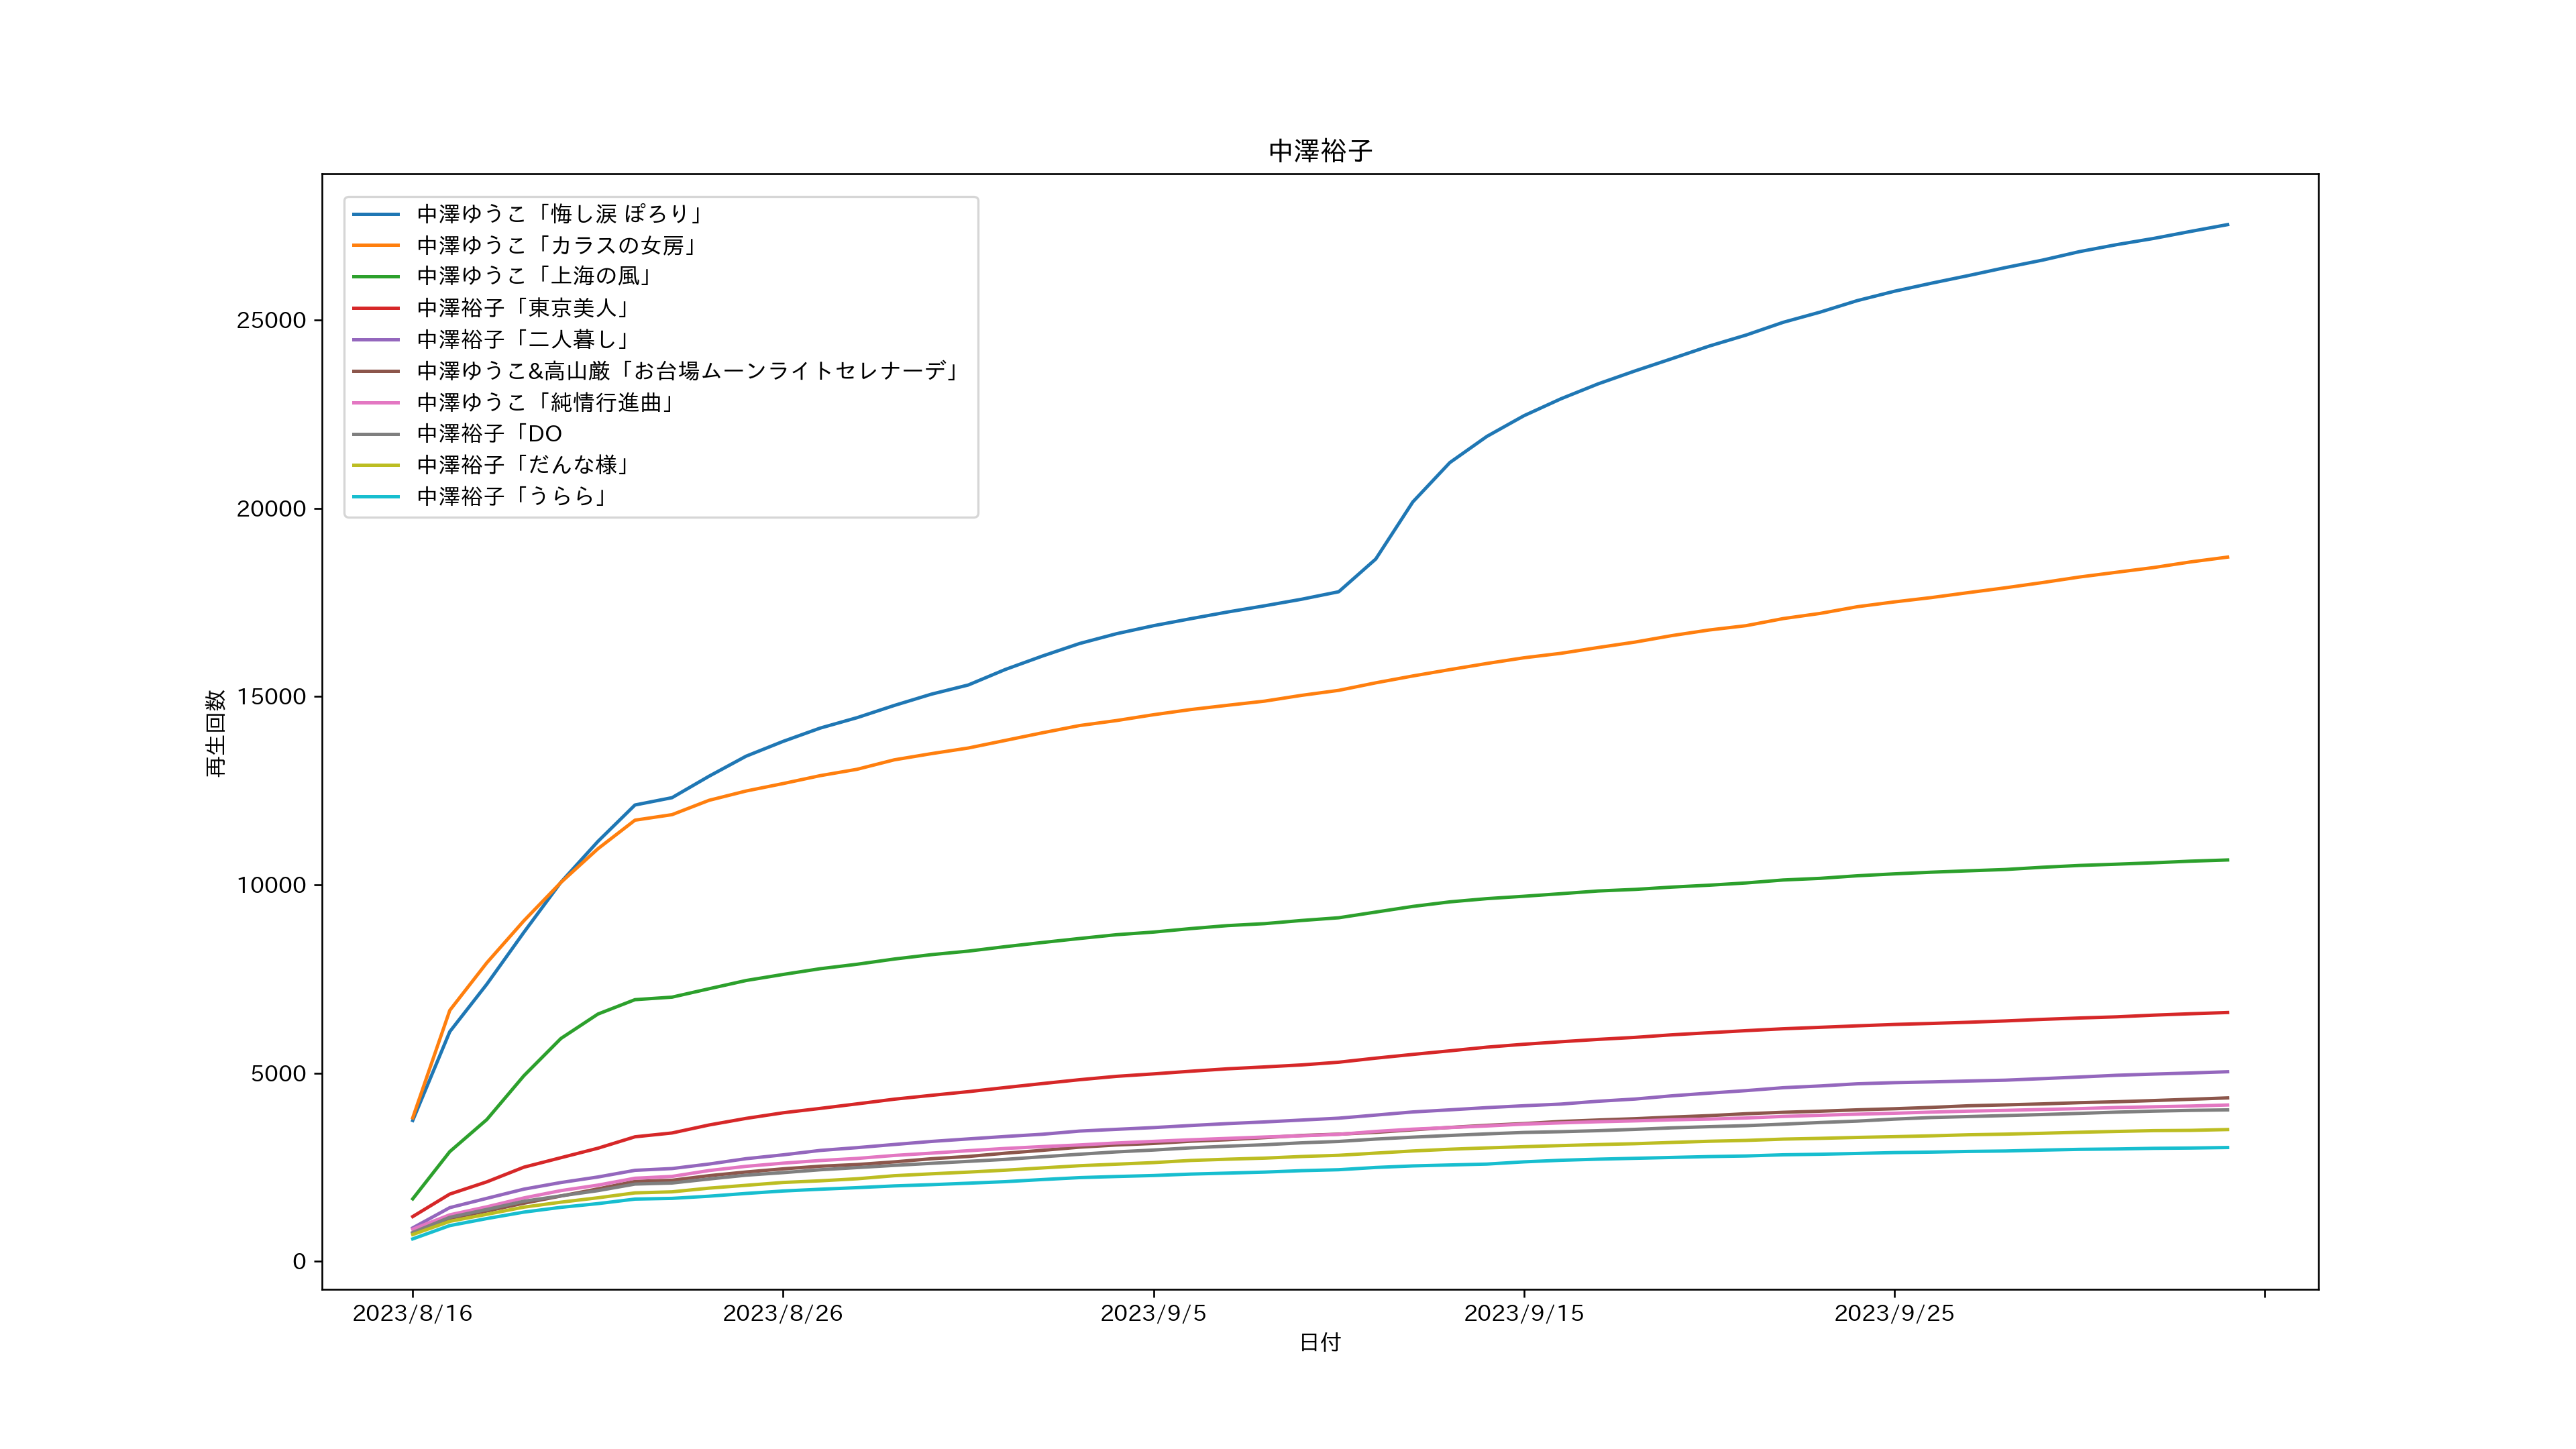 中澤裕子
中澤ゆうこ「悔し涙 ぽろり」
中澤ゆうこ「カラスの女房」
中澤ゆうこ「上海の風」
中澤裕子「東京美人」
中澤裕子「二人暮し」
中澤ゆうこ&高山厳「お台場ムーンライトセレナーデ」
中澤ゆうこ「純情行進曲」
中澤裕子「DO
中澤裕子「だんな様」
中澤裕子「うらら」
25000
20000
15000
10000
5000
0
再生回数
2023/8/16 2023/8/26 2023/9/5 2023/9/15 2023/9/25
日付